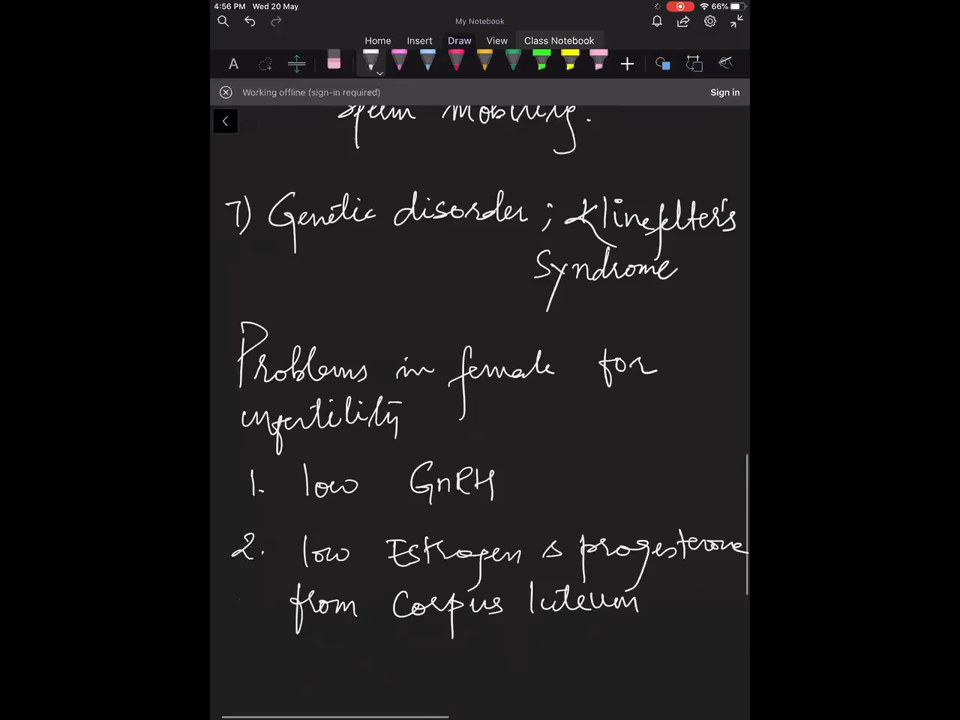 4:56 PM Wed 20 May
66%
My Notebook
Home Insert Draw View Class Notebook
A
Working offline (sign-in required)
Sign in
sperm mobility.
7) Genetic disorder ; Klinefelter's
Syndrome
Problems in female for
infertility
1. low GnRH
2. low Estrogen & progesterone
from Corpus luteum